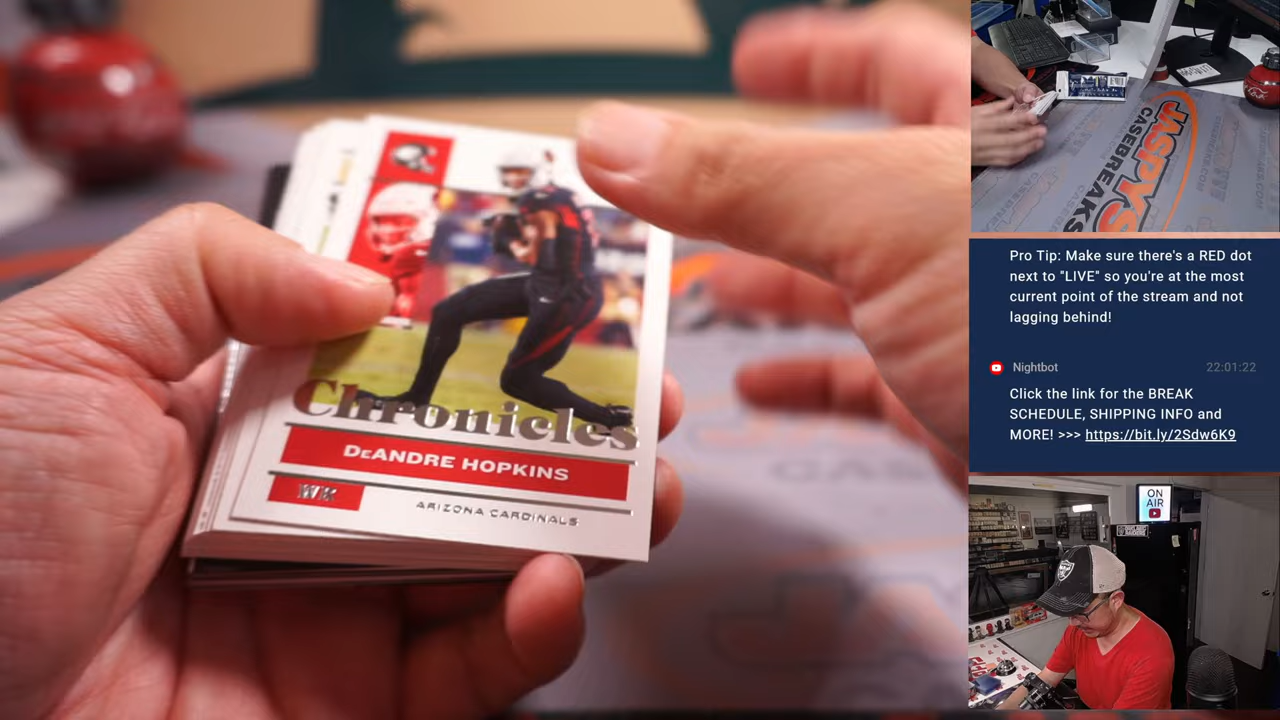 Chronicles
DeANDRE HOPKINS
WR
ARIZONA CARDINALS
JASPYS
CASEBREAKS
Pro Tip: Make sure there's a RED dot
next to "LIVE" so you're at the most
current point of the stream and not
lagging behind!
Nightbot
22:01:22
Click the link for the BREAK
SCHEDULE, SHIPPING INFO and
MORE! >>> https://bit.ly/2Sdw6K9
ON
AIR